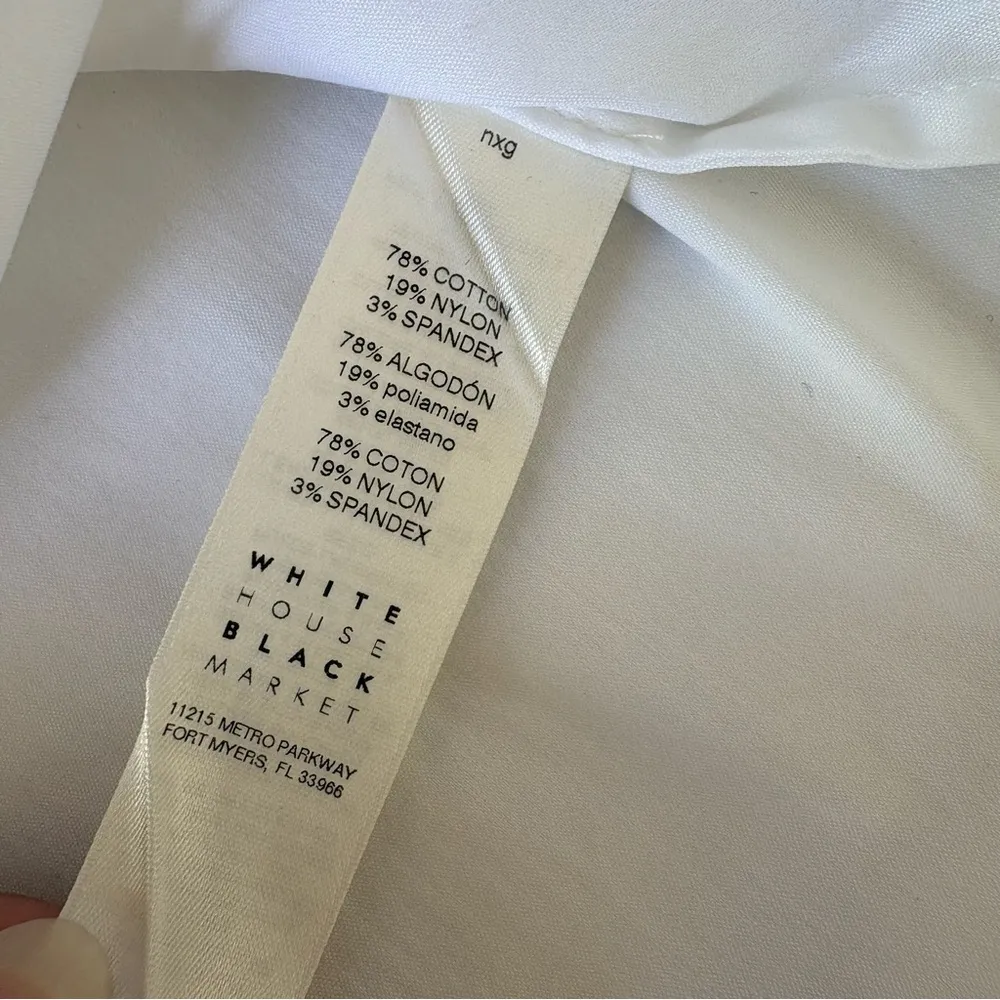 nxg
78% COTTON
19% NYLON
3% SPANDEX
78% ALGODÓN
19% poliamida
3% elastano
78% COTON
19% NYLON
3% SPANDEX
WHITE
HOUSE
BLACK
MARKET
11215 METRO PARKWAY
FORT MYERS, FL 33966